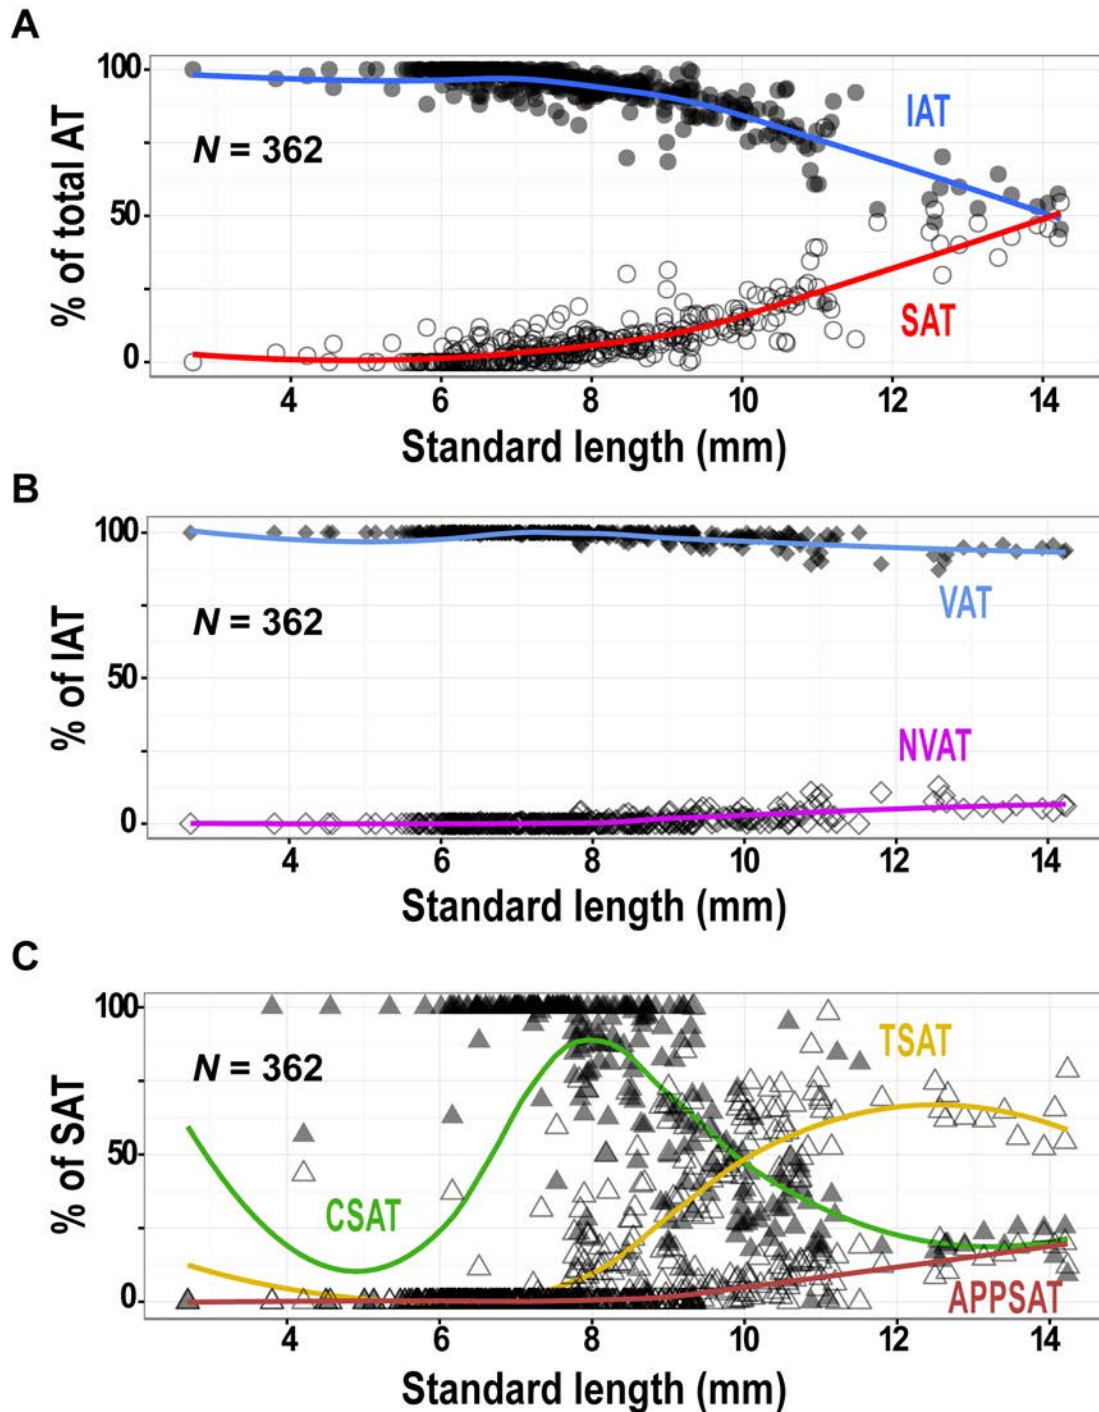 A
% of total AT
100
50
0
N = 362
IAT
SAT
4 6 8 10 12 14
Standard length (mm)
B
% of IAT
100
50
0
N = 362
VAT
NVAT
4 6 8 10 12 14
Standard length (mm)
C
% of SAT
100
50
0
N = 362
TSAT
CSAT
APPSAT
4 6 8 10 12 14
Standard length (mm)